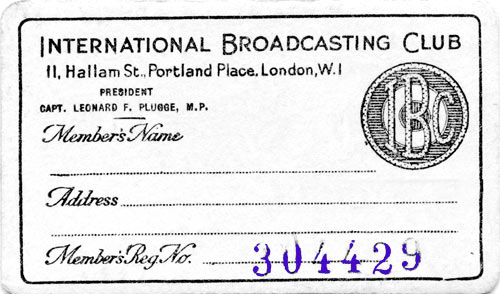 INTERNATIONAL BROADCASTING CLUB
11, Hallam St., Portland Place, London, W.1
PRESIDENT
CAPT. LEONARD F. PLUGGE, M.P.
IBC
Member's Name
Address
Member's Reg No. 304429